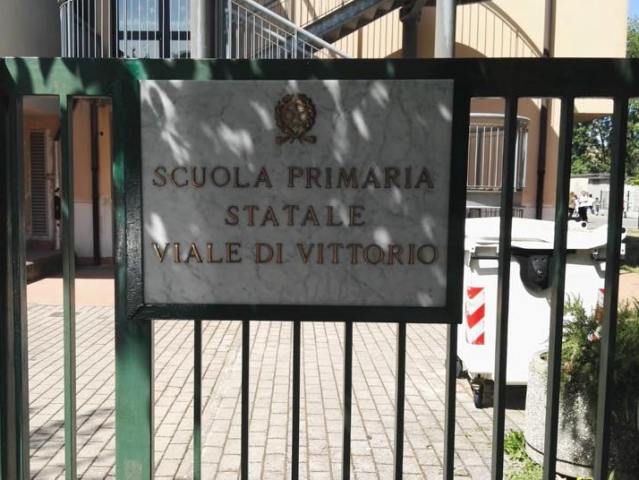 SCUOLA PRIMARIA
STATALE
VIALE DI VITTORIO